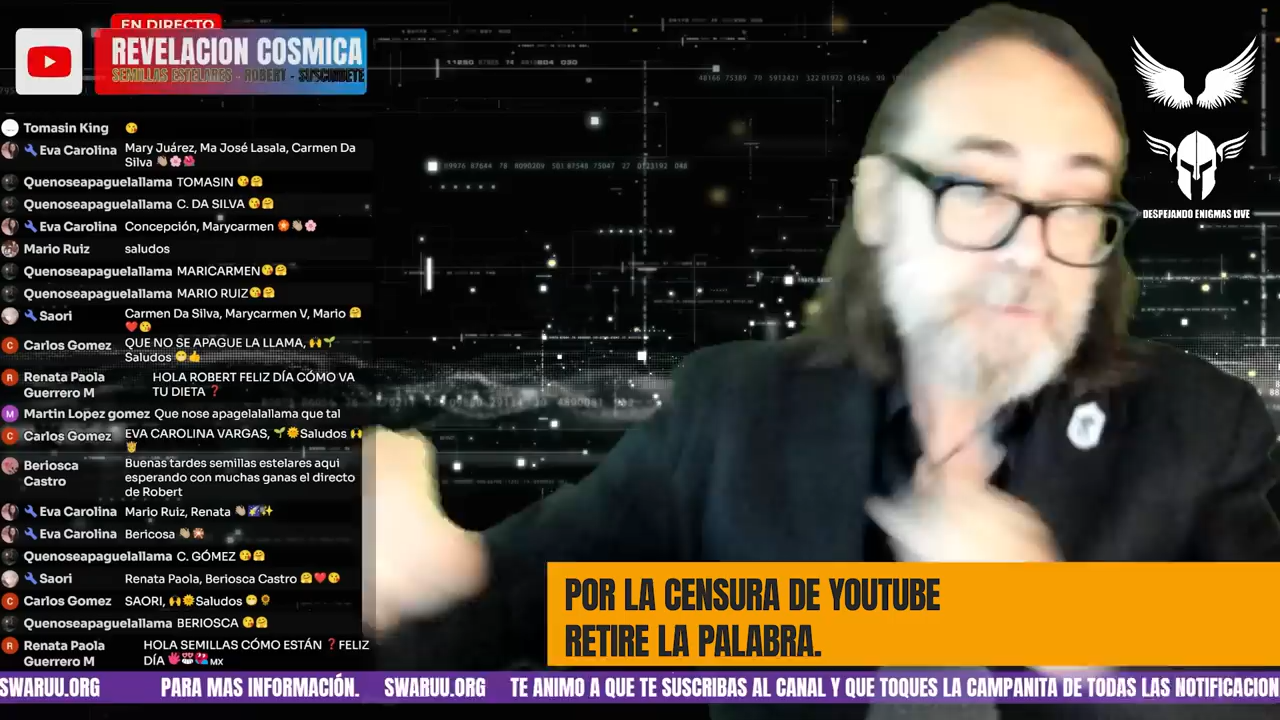 EN DIRECTO
REVELACION COSMICA
SEMILLAS ESTELARES - ROBERT - SUSCRIBETE
Tomasin King 😘
Eva Carolina Mary Juárez, Ma José Lasala, Carmen Da
Silva 👋🏼🌸🌺
Quenoseapaguelallama TOMASIN 😘🤗
Quenoseapaguelallama C. DA SILVA 😘🤗
Eva Carolina Concepción, Marycarmen 🏵️👋🏼🌸
Mario Ruiz saludos
Quenoseapaguelallama MARICARMEN😘🤗
Quenoseapaguelallama MARIO RUIZ😘🤗
Saori Carmen Da Silva, Marycarmen V, Mario 🤗
❤️😘
Carlos Gomez QUE NO SE APAGUE LA LLAMA, 🙌🌱
Saludos 😁👍
Renata Paola
Guerrero M
HOLA ROBERT FELIZ DÍA CÓMO VA
TU DIETA ❓
Martin Lopez gomez Que nose apagelalallama que tal
Carlos Gomez EVA CAROLINA VARGAS, 🌱🌞Saludos 🙌
Beriosca
Castro
Buenas tardes semillas estelares aqui
esperando con muchas ganas el directo
de Robert
Eva Carolina Mario Ruiz, Renata 👋🏼🌠✨
Eva Carolina Bericosa 👋🏼
Quenoseapaguelallama C. GÓMEZ 😘🤗
Saori Renata Paola, Beriosca Castro 🤗❤️😘
Carlos Gomez SAORI, 🙌🌞Saludos 😁🌻
Quenoseapaguelallama BERIOSCA 😘🤗
Renata Paola
Guerrero M
HOLA SEMILLAS CÓMO ESTÁN ❓FELIZ
DÍA MX
DESPEJANDO ENIGMAS LIVE
POR LA CENSURA DE YOUTUBE
RETIRE LA PALABRA.
SWARUU.ORG PARA MAS INFORMACIÓN. SWARUU.ORG TE ANIMO A QUE TE SUSCRIBAS AL CANAL Y QUE TOQUES LA CAMPANITA DE TODAS LAS NOTIFICACION